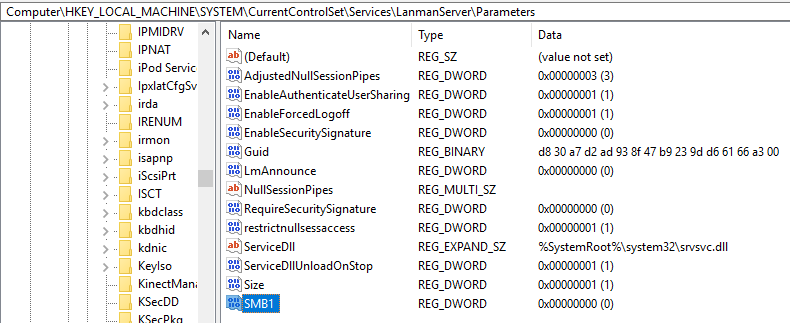 Computer\HKEY_LOCAL_MACHINE\SYSTEM\CurrentControlSet\Services\LanmanServer\Parameters
IPMIDRV
IPNAT
iPod Servic
IpxlatCfgSv
irda
IRENUM
irmon
isapnp
iScsiPrt
ISCT
kbdclass
kbdhid
kdnic
KeyIso
KinectMana
KSecDD
KSecPkg
Name Type Data
(Default) REG_SZ (value not set)
AdjustedNullSessionPipes REG_DWORD 0x00000003 (3)
EnableAuthenticateUserSharing REG_DWORD 0x00000001 (1)
EnableForcedLogoff REG_DWORD 0x00000001 (1)
EnableSecuritySignature REG_DWORD 0x00000000 (0)
Guid REG_BINARY d8 30 a7 d2 ad 93 8f 47 b9 23 9d d6 61 66 a3 00
LmAnnounce REG_DWORD 0x00000000 (0)
NullSessionPipes REG_MULTI_SZ
RequireSecuritySignature REG_DWORD 0x00000000 (0)
restrictnullsessaccess REG_DWORD 0x00000001 (1)
ServiceDll REG_EXPAND_SZ %SystemRoot%\system32\srvsvc.dll
ServiceDllUnloadOnStop REG_DWORD 0x00000001 (1)
Size REG_DWORD 0x00000001 (1)
SMB1 REG_DWORD 0x00000000 (0)